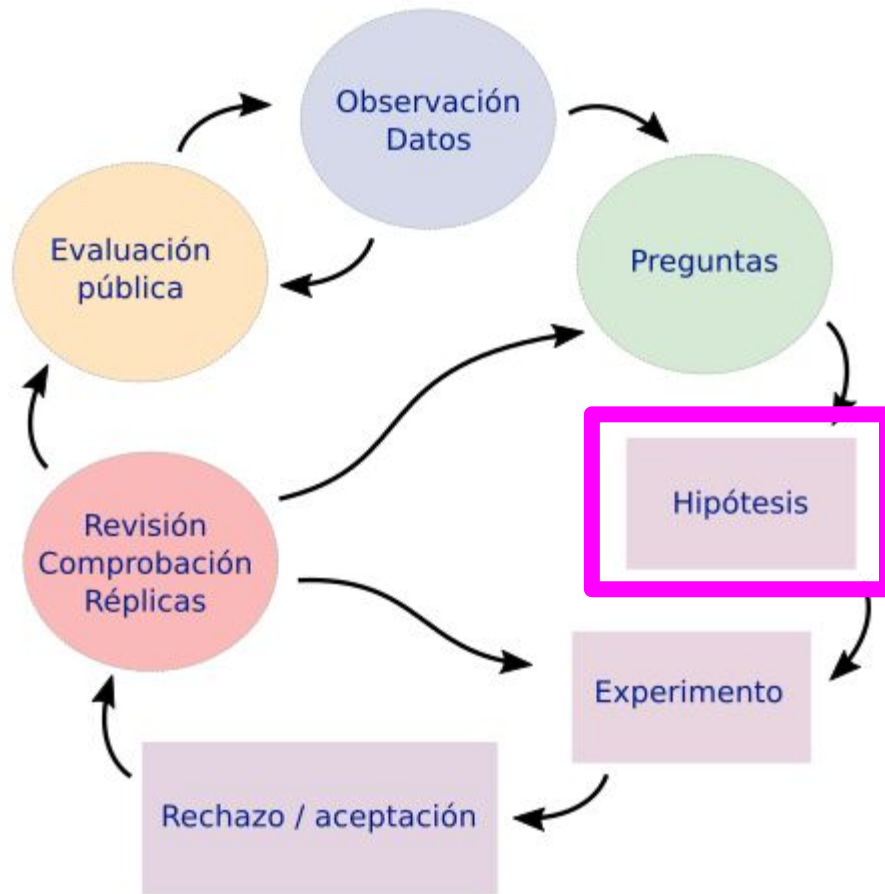 Observación
Datos
Evaluación
pública
Preguntas
Hipótesis
Revisión
Comprobación
Réplicas
Experimento
Rechazo / aceptación